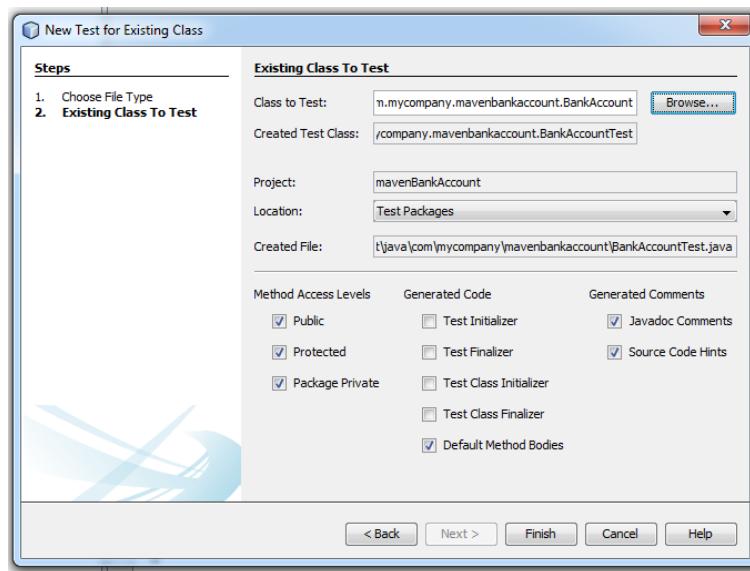 New Test for Existing Class
Steps
1. Choose File Type
2. Existing Class To Test
Existing Class To Test
Class to Test: n.mycompany.mavenbankaccount.BankAccount Browse...
Created Test Class: ycompany.mavenbankaccount.BankAccountTest
Project: mavenBankAccount
Location: Test Packages
Created File: t\java\com\mycompany\mavenbankaccount\BankAccountTest.java
Method Access Levels Generated Code Generated Comments
Public Test Initializer Javadoc Comments
Protected Test Finalizer Source Code Hints
Package Private Test Class Initializer
Test Class Finalizer
Default Method Bodies
< Back Next > Finish Cancel Help